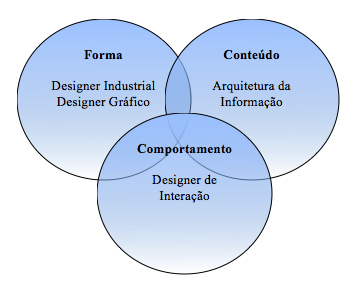 Forma
Designer Industrial
Designer Gráfico
Conteúdo
Arquitetura da
Informação
Comportamento
Designer de
Interação